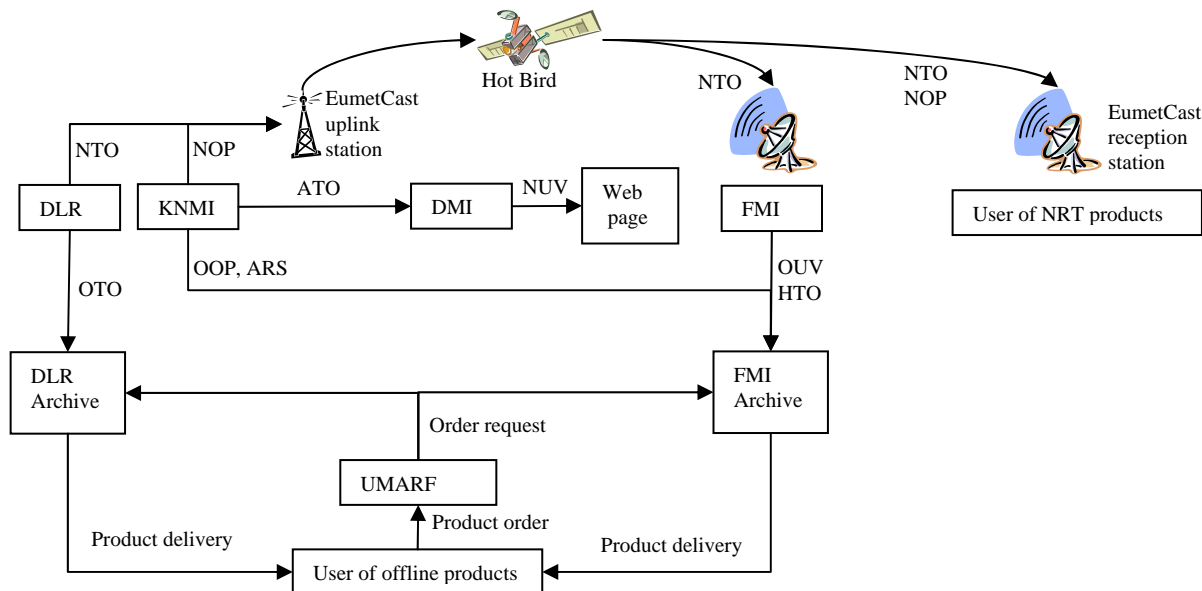 Hot Bird
EumetCast
uplink
station
NTO
NTO
NOP
EumetCast
reception
station
NTO
NOP
ATO
NUV
DLR
KNMI
DMI
Web
page
FMI
User of NRT products
OOP, ARS
OUV
HTO
OTO
DLR
Archive
FMI
Archive
Order request
UMARF
Product order
Product delivery
Product delivery
User of offline products